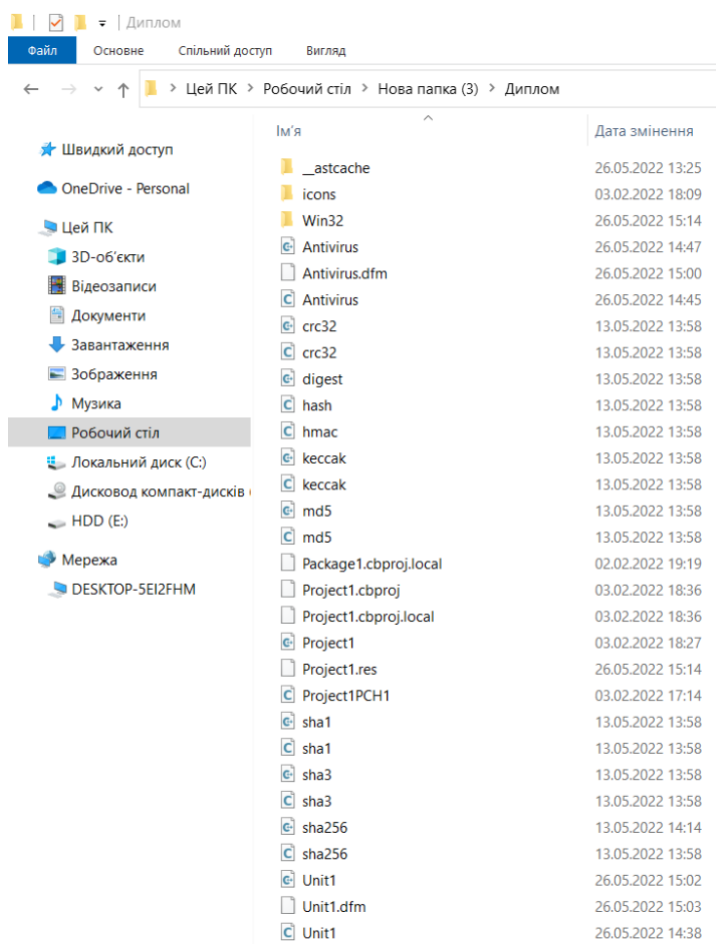 Диплом
Файл Основне Спільний доступ Вигляд
Цей ПК > Робочий стіл > Нова папка (3) > Диплом
Ім'я Дата змінення
Швидкий доступ
OneDrive - Personal
Цей ПК
3D-об'єкти
Відеозаписи
Документи
Завантаження
Зображення
Музика
Робочий стіл
Локальний диск (C:)
Дисковод компакт-дисків
HDD (E:)
Мережа
DESKTOP-5EI2FHM
__astcache 26.05.2022 13:25
icons 03.02.2022 18:09
Win32 26.05.2022 15:14
Antivirus 26.05.2022 14:47
Antivirus.dfm 26.05.2022 15:00
Antivirus 26.05.2022 14:45
crc32 13.05.2022 13:58
crc32 13.05.2022 13:58
digest 13.05.2022 13:58
hash 13.05.2022 13:58
hmac 13.05.2022 13:58
keccak 13.05.2022 13:58
keccak 13.05.2022 13:58
md5 13.05.2022 13:58
md5 13.05.2022 13:58
Package1.cbproj.local 02.02.2022 19:19
Project1.cbproj 03.02.2022 18:36
Project1.cbproj.local 03.02.2022 18:36
Project1 03.02.2022 18:27
Project1.res 26.05.2022 15:14
Project1PCH1 03.02.2022 17:14
sha1 13.05.2022 13:58
sha1 13.05.2022 13:58
sha3 13.05.2022 13:58
sha3 13.05.2022 13:58
sha256 13.05.2022 14:14
sha256 13.05.2022 13:58
Unit1 26.05.2022 15:02
Unit1.dfm 26.05.2022 15:03
Unit1 26.05.2022 14:38